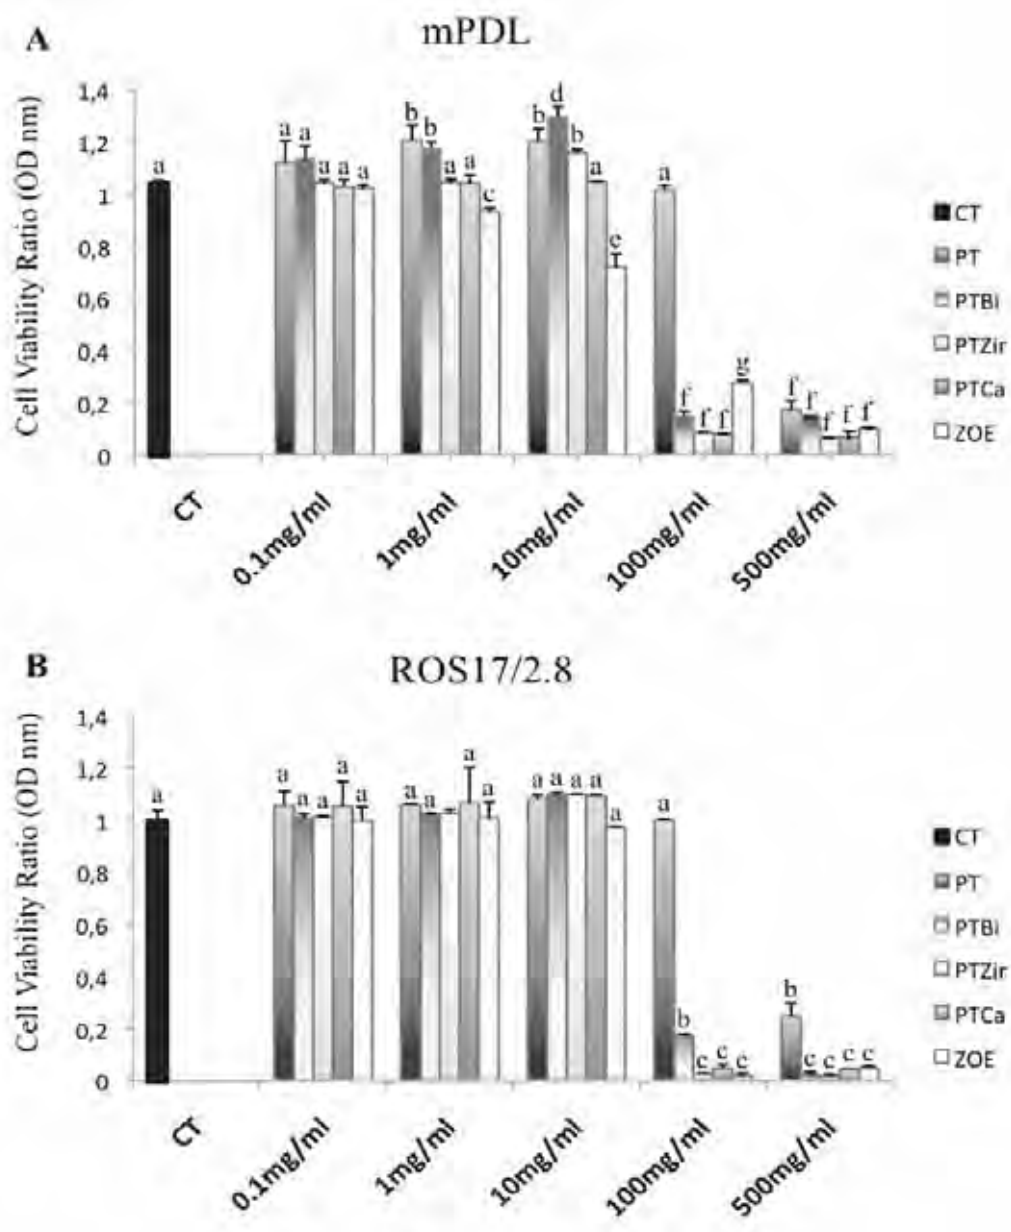 A
mPDL
Cell Viability Ratio (OD nm)
1,4
1,2
1
0,8
0,6
0,4
0,2
0
a
a a a a a
b b a a c
b d b a c
a f f f g
f f f f f
CT
0.1mg/ml
1mg/ml
10mg/ml
100mg/ml
500mg/ml
CT
PT
PTBi
PTZir
PTCa
ZOE
B
ROS17/2.8
Cell Viability Ratio (OD nm)
1,4
1,2
1
0,8
0,6
0,4
0,2
0
a
a a a a a
a a a a
a a a a a
a b c c c
b c c c c
CT
0.1mg/ml
1mg/ml
10mg/ml
100mg/ml
500mg/ml
CT
PT
PTBi
PTZir
PTCa
ZOE